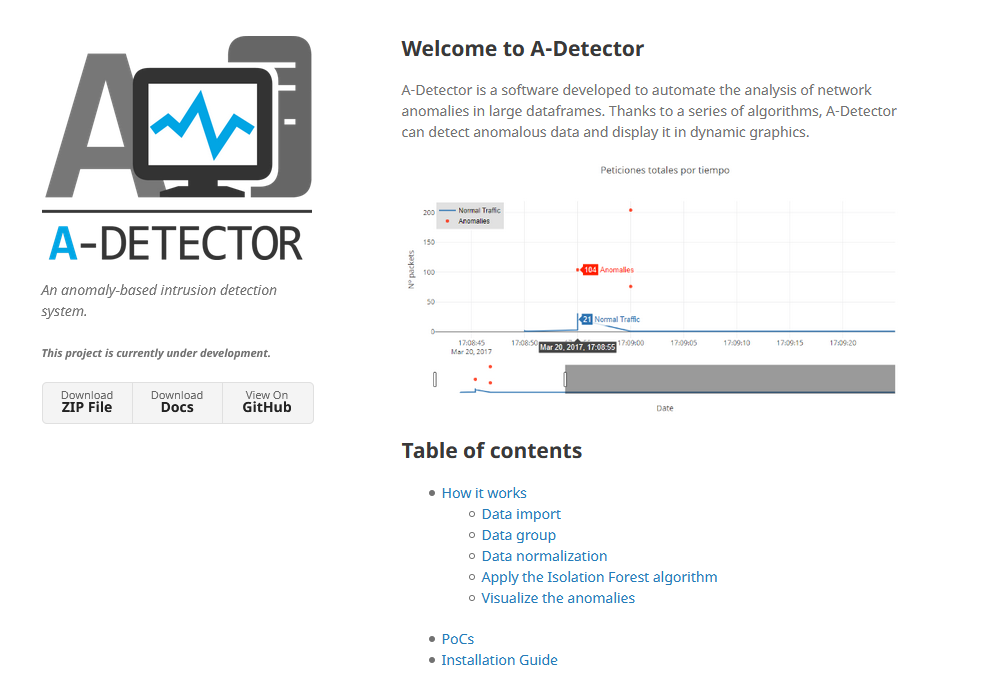 A-DETECTOR
An anomaly-based intrusion detection
system.
This project is currently under development.
Download
ZIP File
Download
Docs
View On
GitHub
Welcome to A-Detector
A-Detector is a software developed to automate the analysis of network
anomalies in large dataframes. Thanks to a series of algorithms, A-Detector
can detect anomalous data and display it in dynamic graphics.
Peticiones totales por tiempo
Normal Traffic
Anomalies
200
150
100
50
0
Nº packets
104 Anomalies
21 Normal Traffic
17:08:45
Mar 20, 2017
17:08:50
Mar 20, 2017, 17:08:55
17:09:00
17:09:05
17:09:10
17:09:15
17:09:20
Date
Table of contents
How it works
Data import
Data group
Data normalization
Apply the Isolation Forest algorithm
Visualize the anomalies
PoCs
Installation Guide